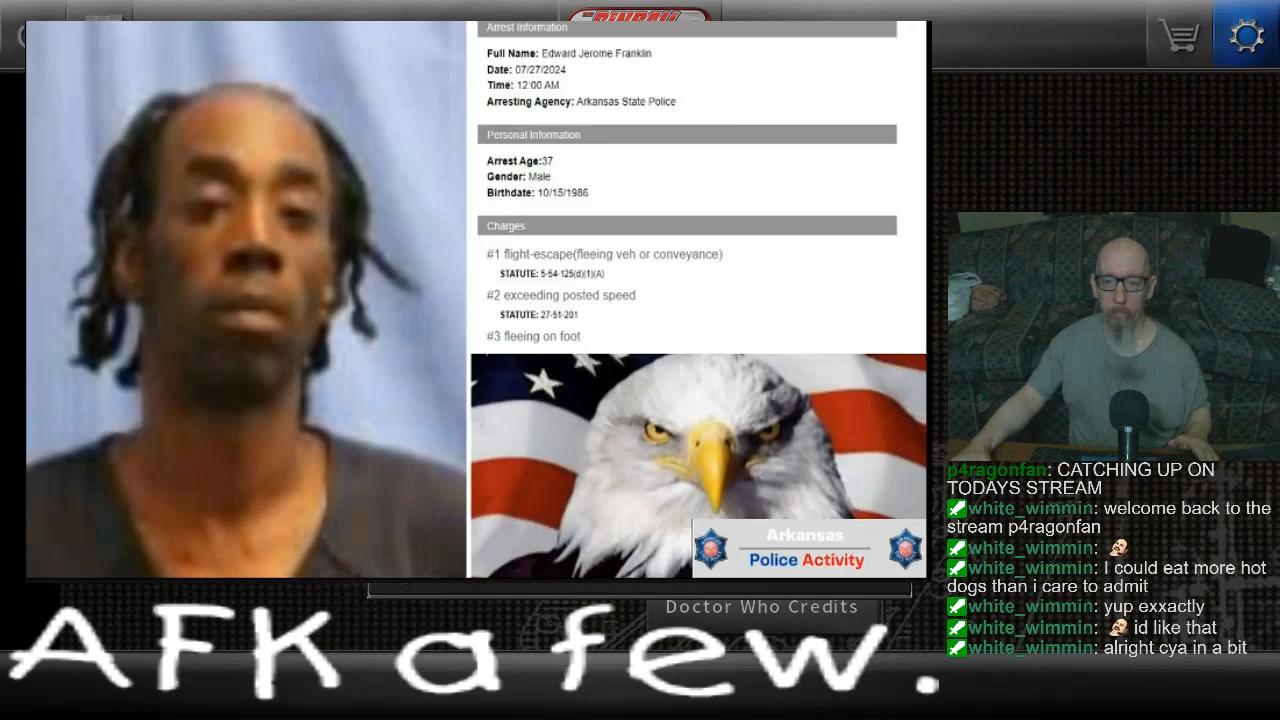 PINBALL
Arrest Information
Full Name: Edward Jerome Franklin
Date: 07/27/2024
Time: 12:00 AM
Arresting Agency: Arkansas State Police
Personal Information
Arrest Age:37
Gender: Male
Birthdate: 10/15/1986
Charges
#1 flight-escape(fleeing veh or conveyance)
STATUTE: 5-54-125(d)(1)(A)
#2 exceeding posted speed
STATUTE: 27-51-201
#3 fleeing on foot
Arkansas
Police Activity
Doctor Who Credits
AFK a few.
p4ragonfan: CATCHING UP ON
TODAYS STREAM
white_wimmin: welcome back to the
stream p4ragonfan
white_wimmin:
white_wimmin: I could eat more hot
dogs than i care to admit
white_wimmin: yup exxactly
white_wimmin: id like that
white_wimmin: alright cya in a bit